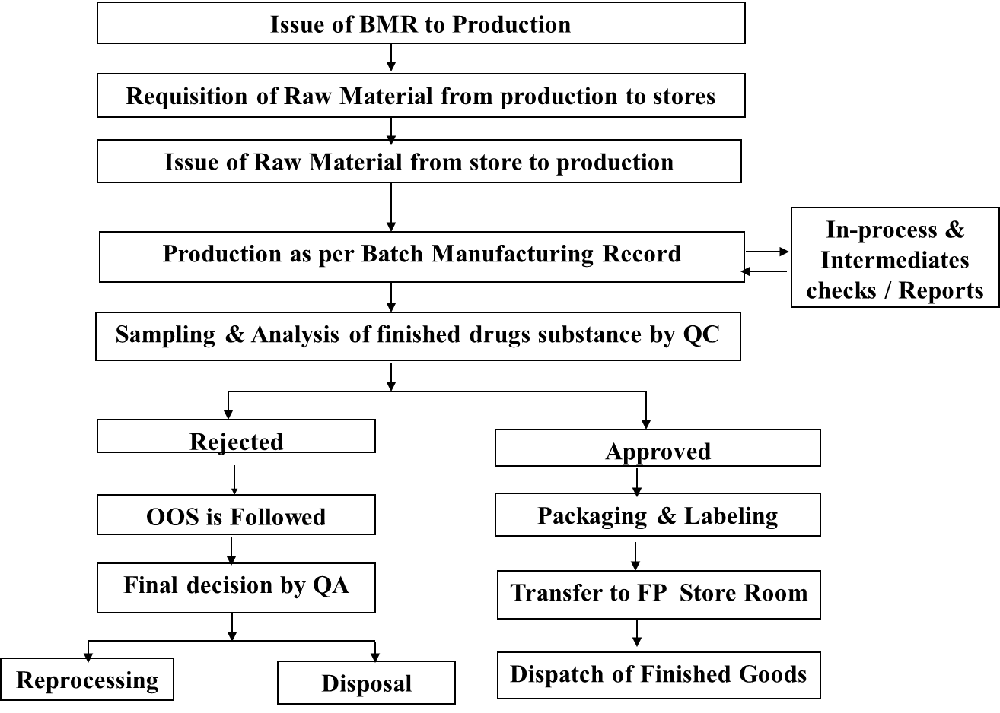 Issue of BMR to Production
Requisition of Raw Material from production to stores
Issue of Raw Material from store to production
Production as per Batch Manufacturing Record
In-process &
Intermediates
checks / Reports
Sampling & Analysis of finished drugs substance by QC
Rejected
Approved
OOS is Followed
Packaging & Labeling
Final decision by QA
Transfer to FP Store Room
Reprocessing
Disposal
Dispatch of Finished Goods